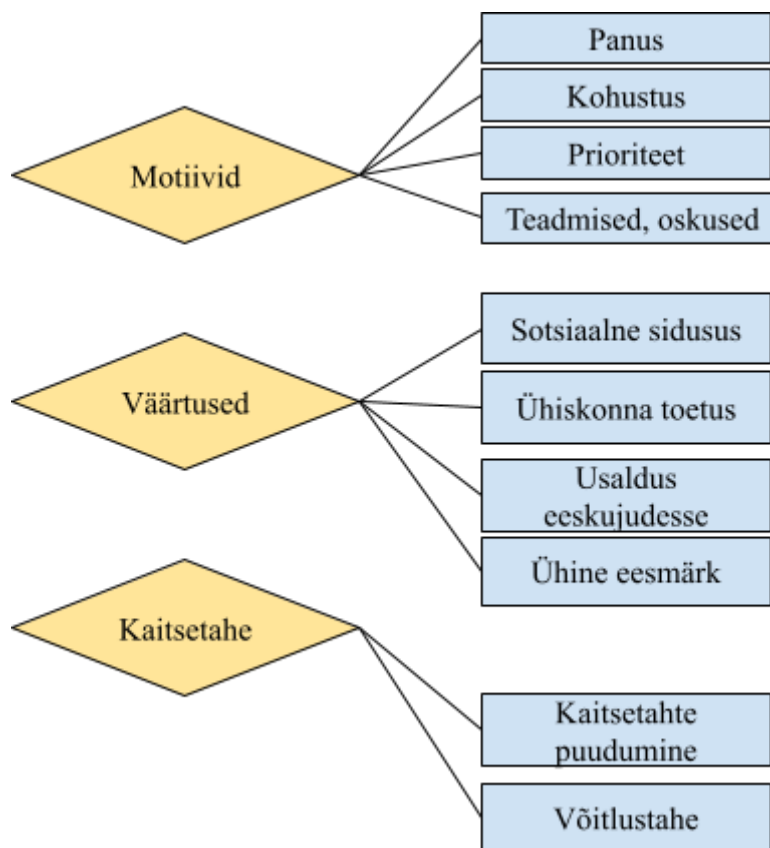 Motiivid
Panus
Kohustus
Prioriteet
Teadmised, oskused
Väärtused
Sotsiaalne sidusus
Ühiskonna toetus
Usaldus
eeskujudesse
Ühine eesmärk
Kaitsetahe
Kaitsetahte
puudumine
Võitlustahe